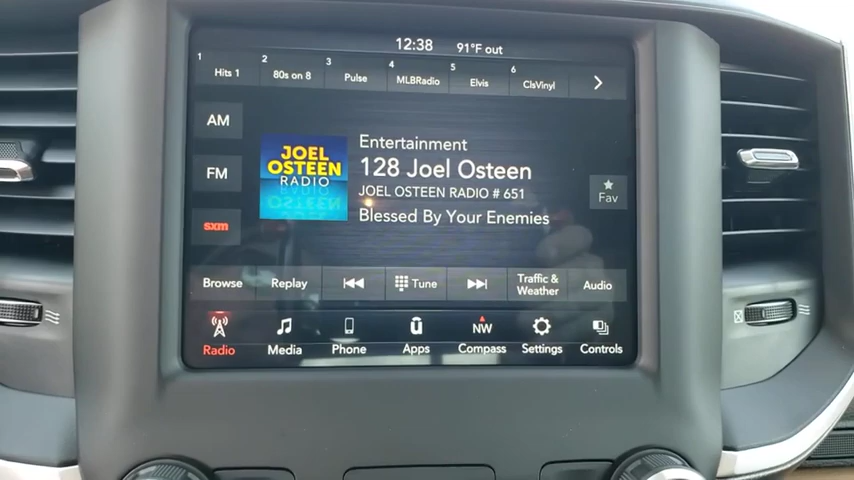 12:38 91°F out
1 Hits 1 2 80s on 8 3 Pulse 4 MLBRadio 5 Elvis 6 ClsVinyl
AM
FM
sxm
JOEL
OSTEEN
RADIO
Entertainment
128 Joel Osteen
JOEL OSTEEN RADIO # 651
Blessed By Your Enemies
Fav
Browse Replay Tune Traffic & Weather Audio
Radio Media Phone Apps NW Compass Settings Controls